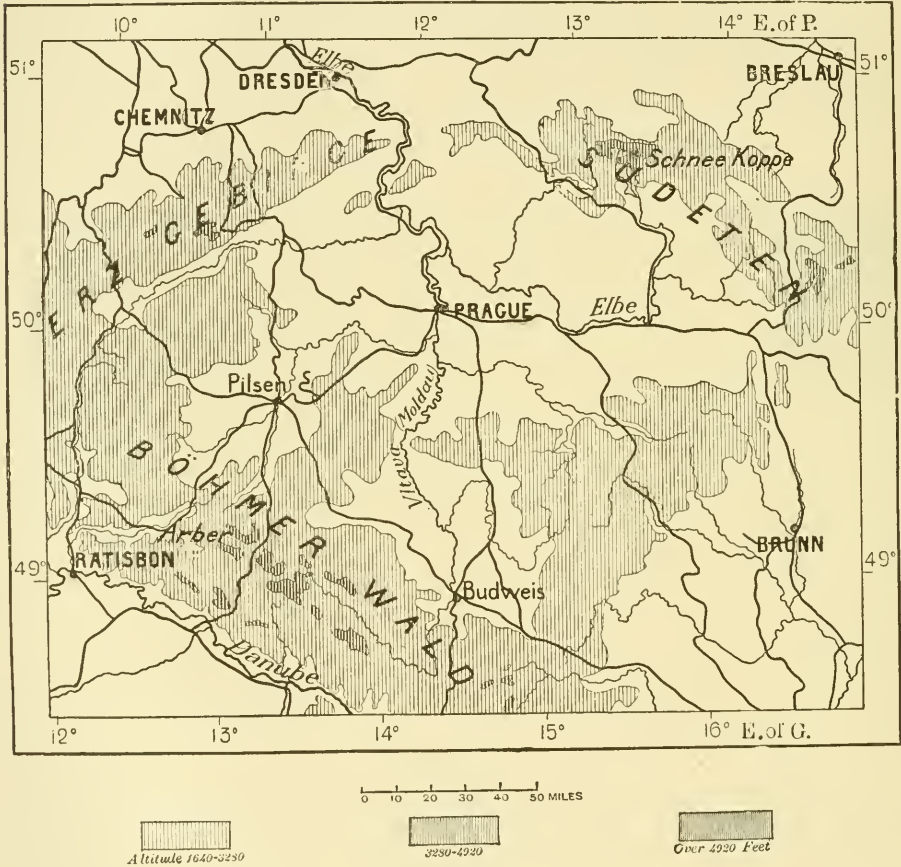 10° 11° 12° 13° 14° E. of P.
51° 51°
Elbe
DRESDEN
BRESLAU
CHEMNITZ
ERZ GEBIRGE
SUDETEN
Schnee Koppe
50° 50°
PRAGUE
Elbe
Pilsen
Vltava Moldau
BÖHMER WALD
Arber
49° 49°
RATISBON
BRUNN
Budweis
Danube
12° 13° 14° 15° 16° E. of G.
0 10 20 30 40 50 MILES
Altitude 1640-3280
3280-4920
Over 4920 Feet